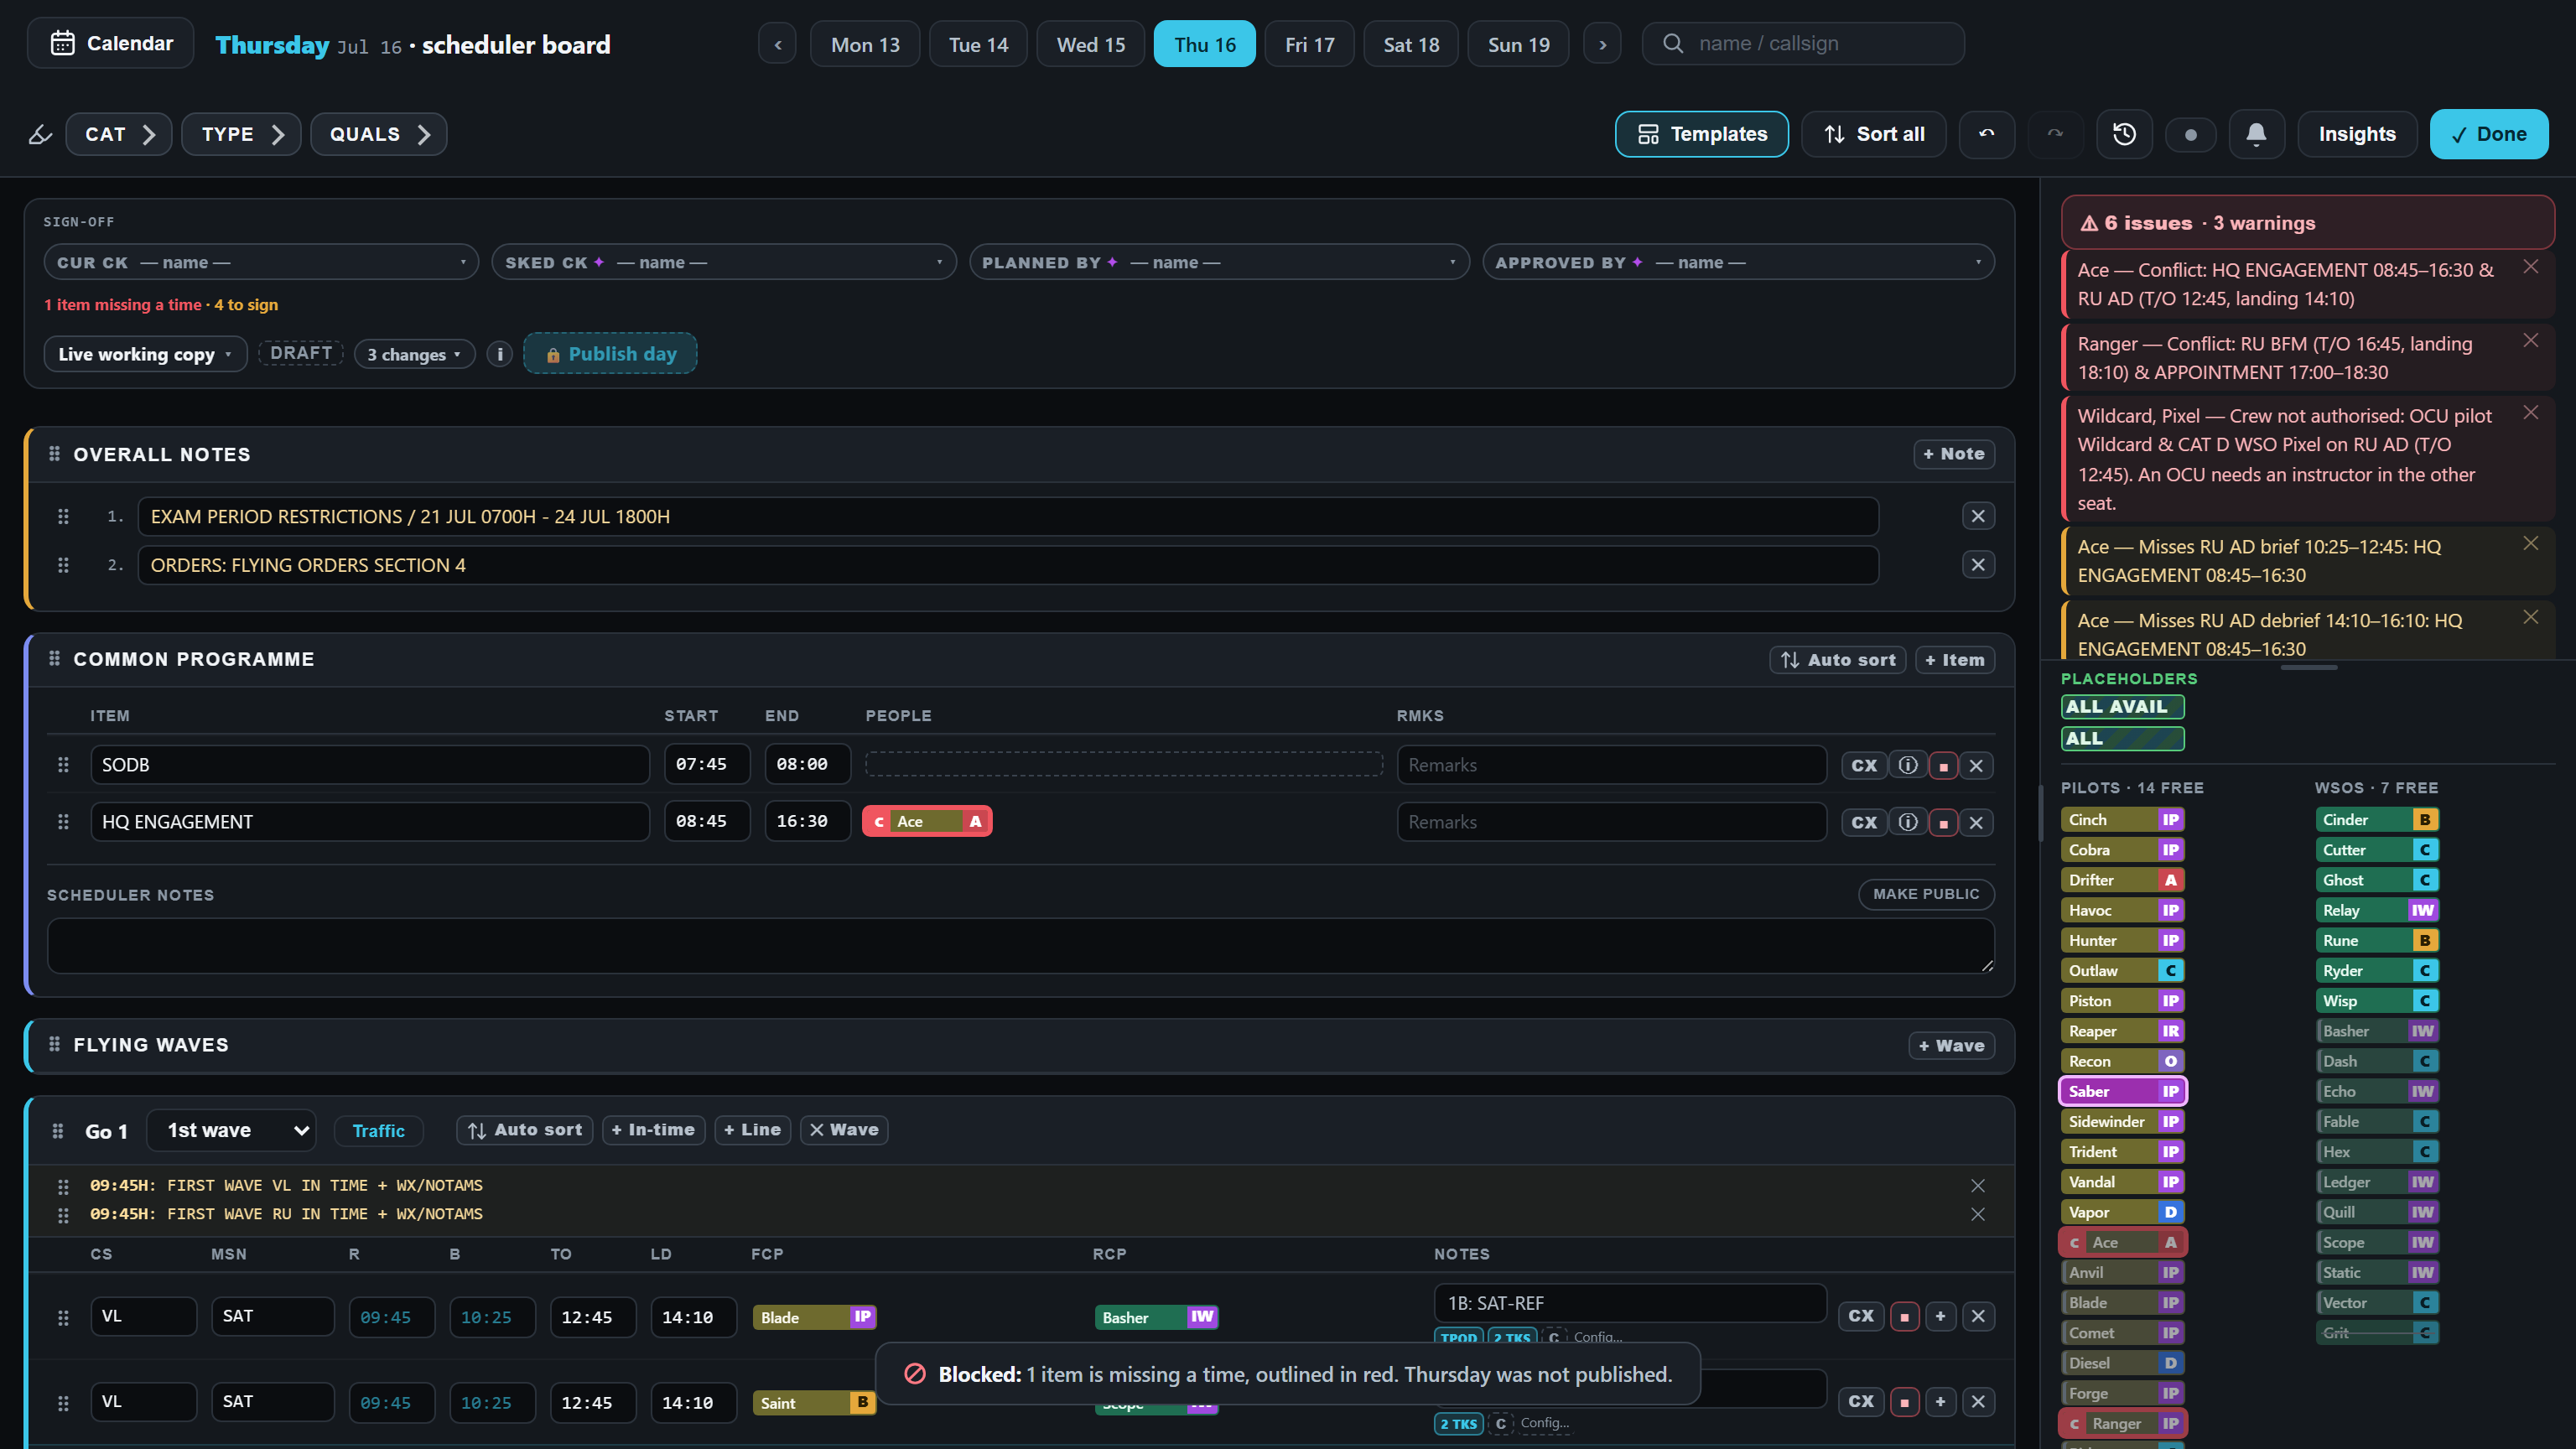 Calendar
Thursday Jul 16 · scheduler board
‹ Mon 13 Tue 14 Wed 15 Thu 16 Fri 17 Sat 18 Sun 19 ›
name / callsign
CAT TYPE QUALS
Templates Sort all Insights ✓ Done
SIGN-OFF
CUR CK — name — SKED CK ✦ — name — PLANNED BY ✦ — name — APPROVED BY ✦ — name —
1 item missing a time · 4 to sign
Live working copy DRAFT 3 changes i Publish day
OVERALL NOTES + Note
1. EXAM PERIOD RESTRICTIONS / 21 JUL 0700H - 24 JUL 1800H
2. ORDERS: FLYING ORDERS SECTION 4
COMMON PROGRAMME Auto sort + Item
ITEM START END PEOPLE RMKS
SODB 07:45 08:00 Remarks CX
HQ ENGAGEMENT 08:45 16:30 c Ace A Remarks CX
SCHEDULER NOTES MAKE PUBLIC
FLYING WAVES + Wave
Go 1 1st wave Traffic Auto sort + In-time + Line × Wave
09:45H: FIRST WAVE VL IN TIME + WX/NOTAMS
09:45H: FIRST WAVE RU IN TIME + WX/NOTAMS
CS MSN R B TO LD FCP RCP NOTES
VL SAT 09:45 10:25 12:45 14:10 Blade IP Basher IW 1B: SAT-REF CX
TPOD 2 TKS C Config...
VL SAT 09:45 10:25 12:45 14:10 Saint B Scope CX
2 TKS C Config...
Blocked: 1 item is missing a time, outlined in red. Thursday was not published.
⚠ 6 issues · 3 warnings
Ace — Conflict: HQ ENGAGEMENT 08:45–16:30 &
RU AD (T/O 12:45, landing 14:10)
Ranger — Conflict: RU BFM (T/O 16:45, landing
18:10) & APPOINTMENT 17:00–18:30
Wildcard, Pixel — Crew not authorised: OCU pilot
Wildcard & CAT D WSO Pixel on RU AD (T/O
12:45). An OCU needs an instructor in the other
seat.
Ace — Misses RU AD brief 10:25–12:45: HQ
ENGAGEMENT 08:45–16:30
Ace — Misses RU AD debrief 14:10–16:10: HQ
ENGAGEMENT 08:45–16:30
PLACEHOLDERS
ALL AVAIL
ALL
PILOTS · 14 FREE WSOS · 7 FREE
Cinch IP Cinder B
Cobra IP Cutter C
Drifter A Ghost C
Havoc IP Relay IW
Hunter IP Rune B
Outlaw C Ryder C
Piston IP Wisp C
Reaper IR Basher IW
Recon O Dash C
Saber IP Echo IW
Sidewinder IP Fable C
Trident IP Hex C
Vandal IP Ledger IW
Vapor D Quill IW
c Ace A Scope IW
Anvil IP Static IW
Blade IP Vector C
Comet IP Grit C
Diesel D
Forge IP
c Ranger IP